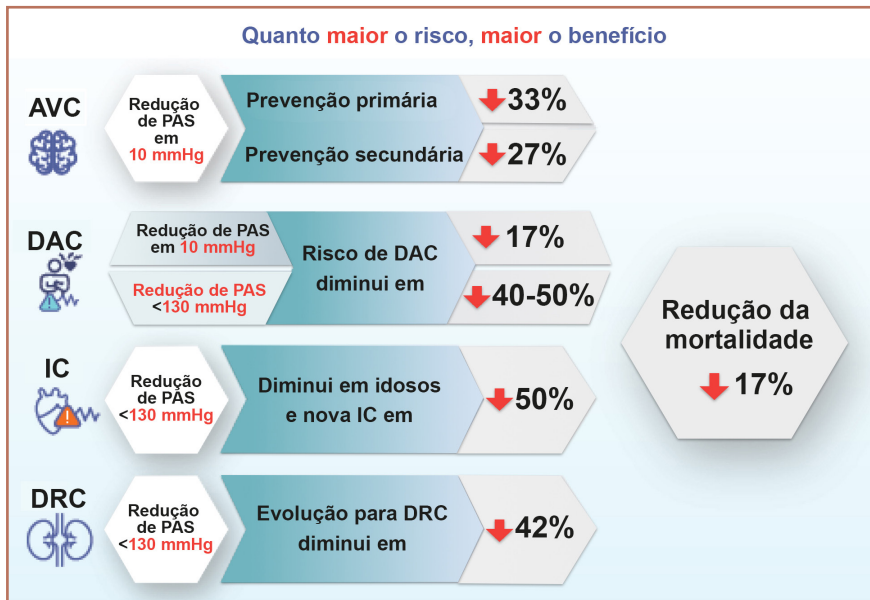 Quanto maior o risco, maior o benefício
AVC
Redução
de PAS
em
10 mmHg
Prevenção primária
33%
Prevenção secundária
27%
DAC
Redução de PAS
em 10 mmHg
Redução de PAS
<130 mmHg
Risco de DAC
diminui em
17%
40-50%
IC
Redução
de PAS
<130 mmHg
Diminui em idosos
e nova IC em
50%
DRC
Redução
de PAS
<130 mmHg
Evolução para DRC
diminui em
42%
Redução da
mortalidade
17%